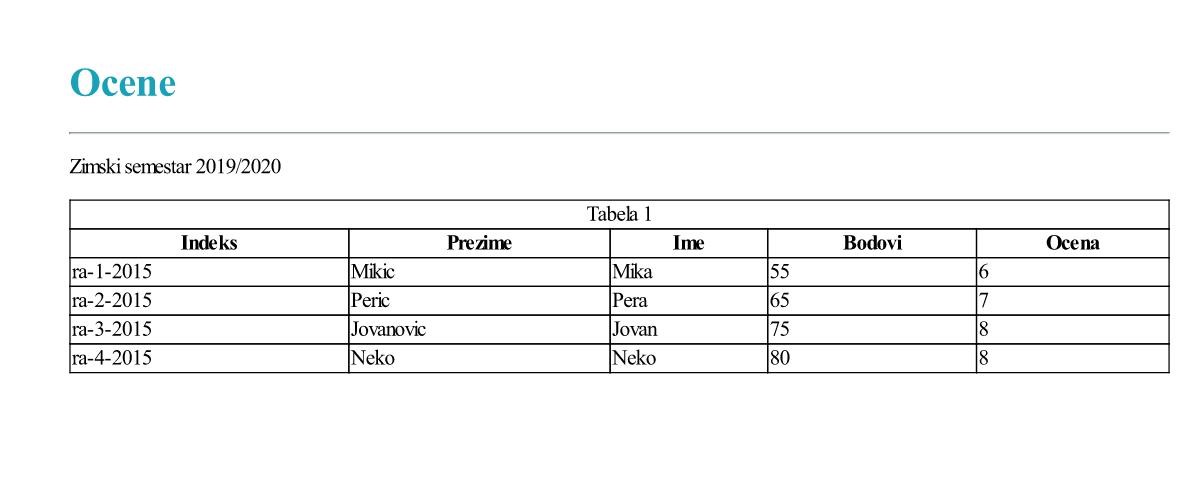 Ocene
Zimski semestar 2019/2020
Tabela 1
Indeks Prezime Ime Bodovi Ocena
ra-1-2015 Mikic Mika 55 6
ra-2-2015 Peric Pera 65 7
ra-3-2015 Jovanovic Jovan 75 8
ra-4-2015 Neko Neko 80 8